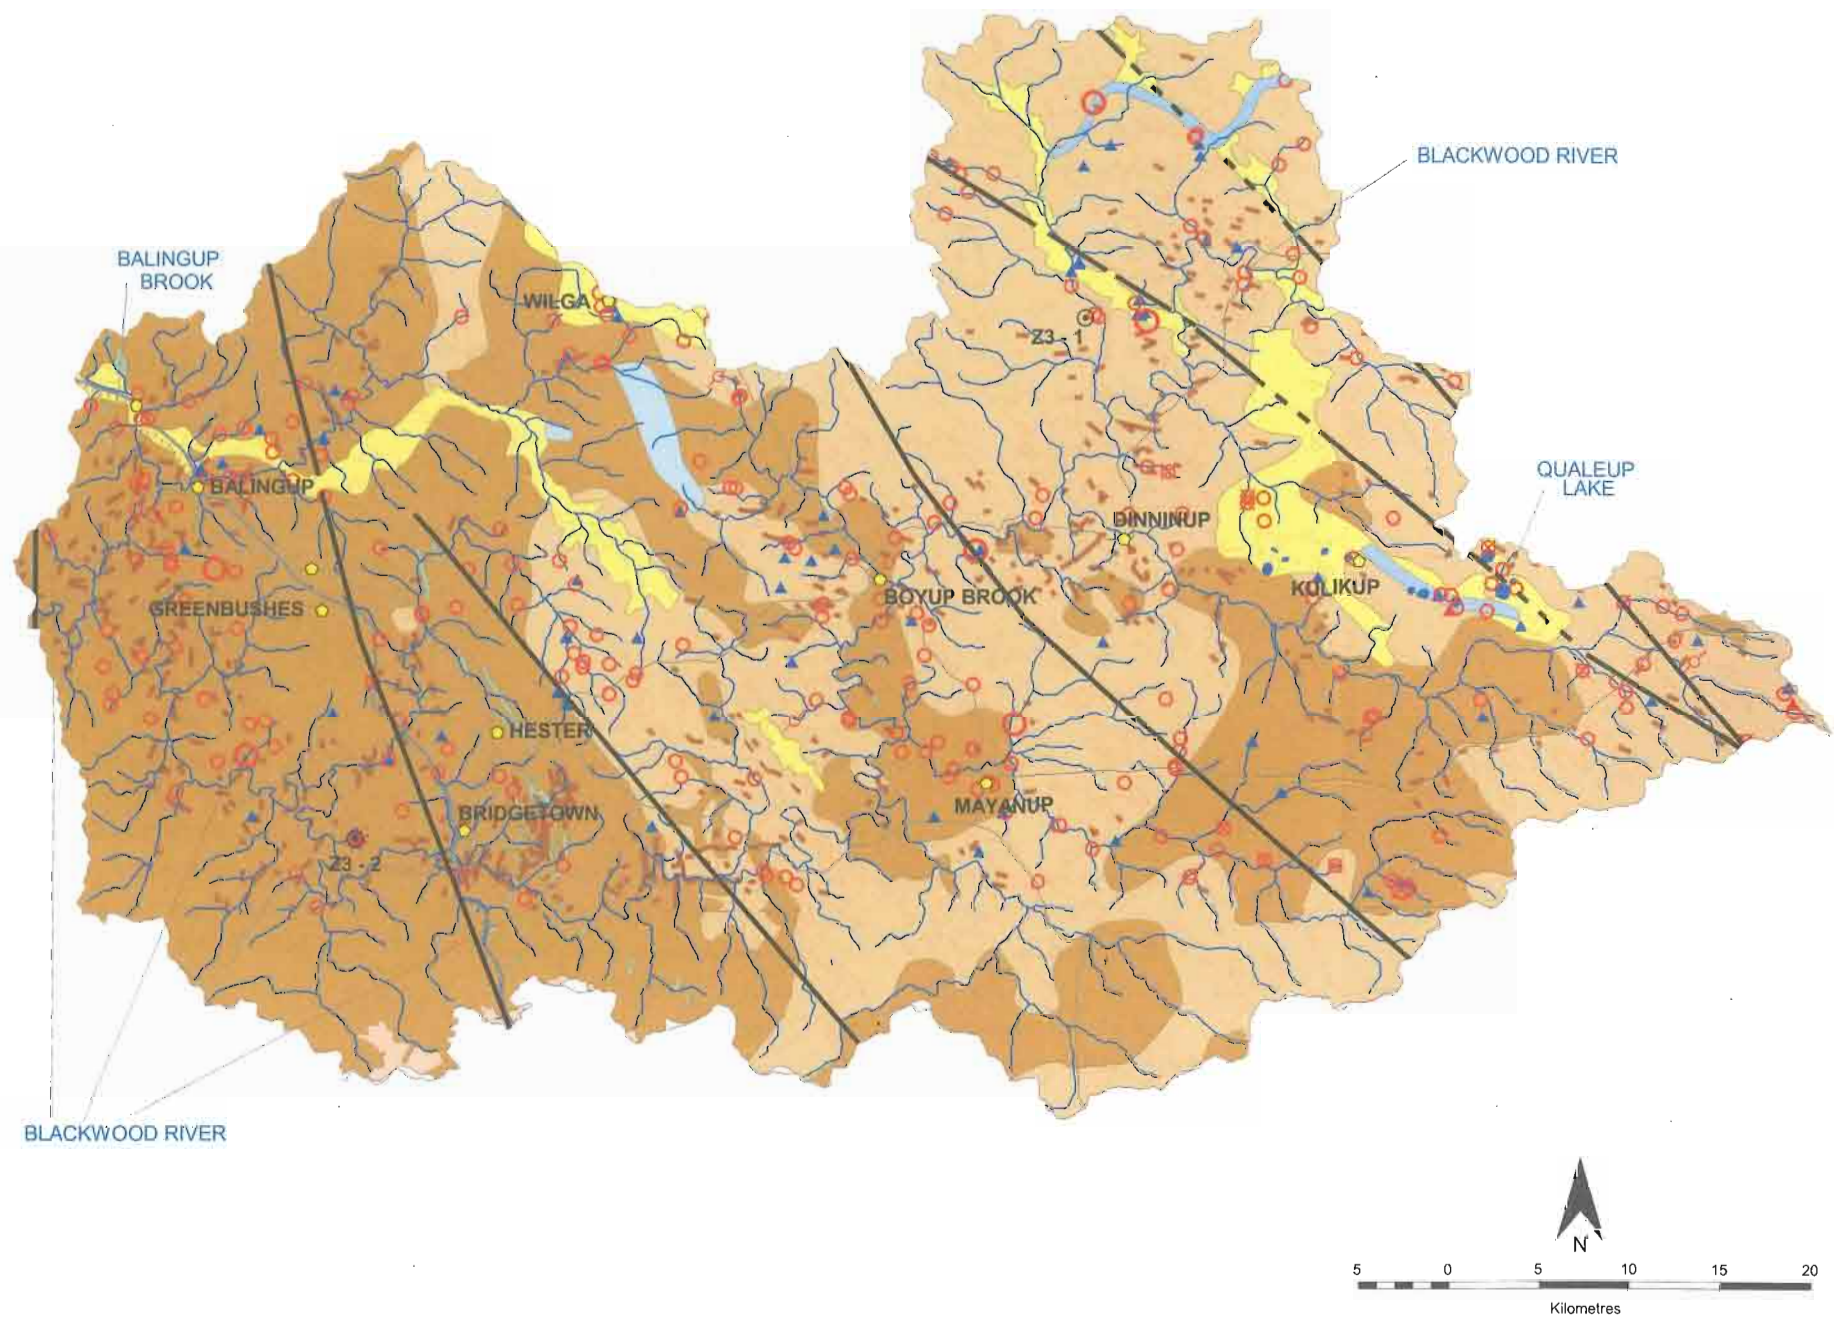 BLACKWOOD RIVER
BALINGUP
BROOK
WILGA
Z3 - 1
QUALEUP
LAKE
BALINGUP
DINNINUP
KULIKUP
GREENBUSHES
BOYUP BROOK
HESTER
MAYANUP
BRIDGETOWN
Z3 - 2
BLACKWOOD RIVER
N
5 0 5 10 15 20
Kilometres